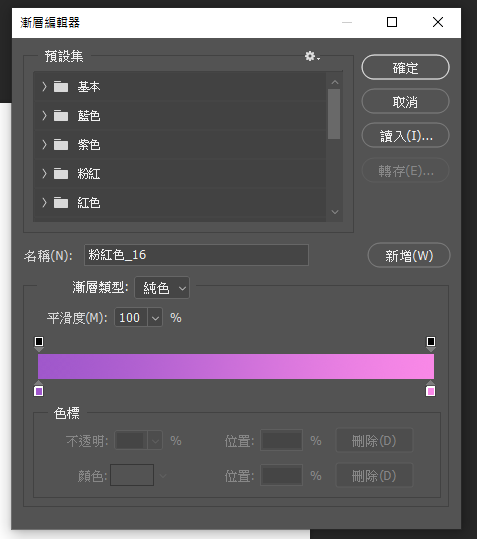 漸層編輯器
預設集
確定
基本
取消
藍色
讀入(I)...
紫色
轉存(E)...
粉紅
紅色
名稱(N): 粉紅色_16 新增(W)
漸層類型: 純色
平滑度(M): 100 %
色標
不透明: % 位置: % 刪除(D)
顏色: 位置: % 刪除(D)